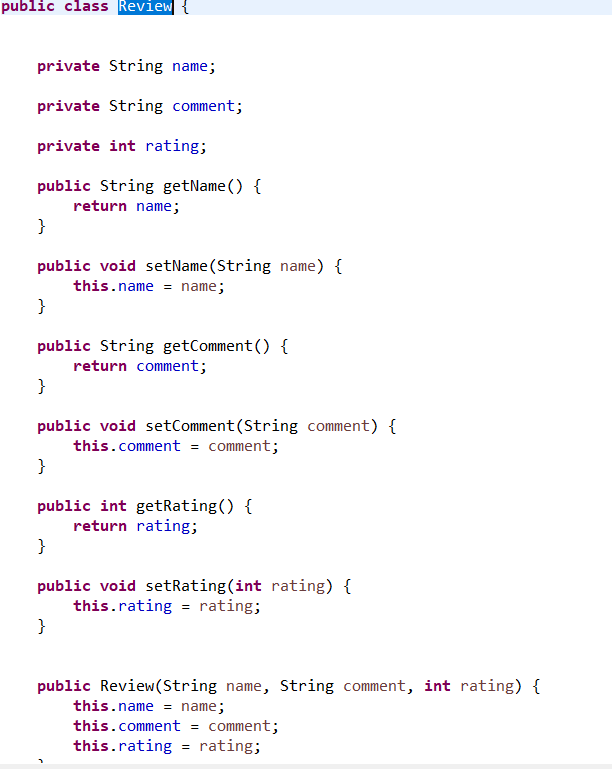 public class Review {
private String name;
private String comment;
private int rating;
public String getName() {
return name;
}
public void setName(String name) {
this.name = name;
}
public String getComment() {
return comment;
}
public void setComment(String comment) {
this.comment = comment;
}
public int getRating() {
return rating;
}
public void setRating(int rating) {
this.rating = rating;
}
public Review(String name, String comment, int rating) {
this.name = name;
this.comment = comment;
this.rating = rating;